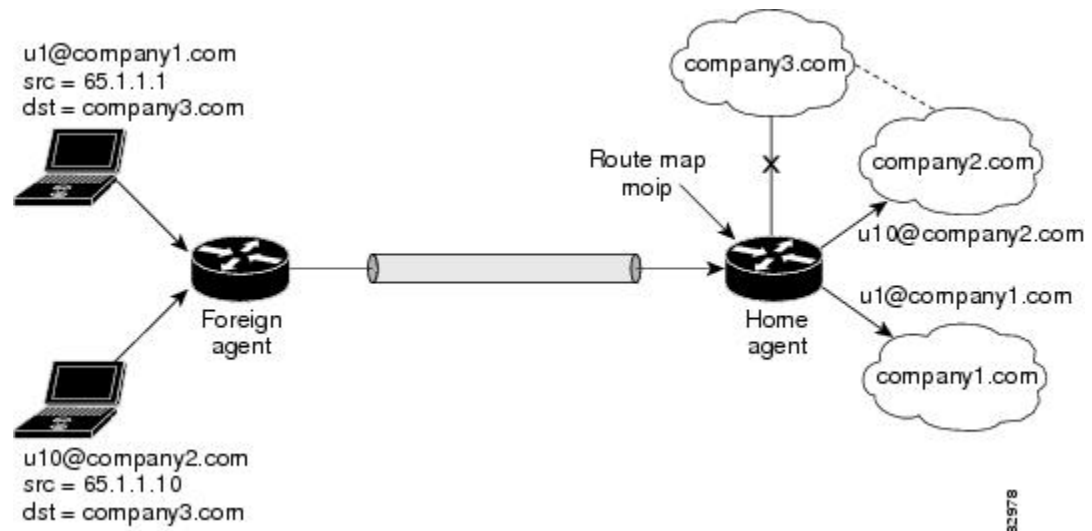 u1@company1.com
src = 65.1.1.1
dst = company3.com
company3.com
company2.com
Route map
moip
u10@company2.com
u1@company1.com
Foreign
agent
Home
agent
company1.com
u10@company2.com
src = 65.1.1.10
dst = company3.com
82978